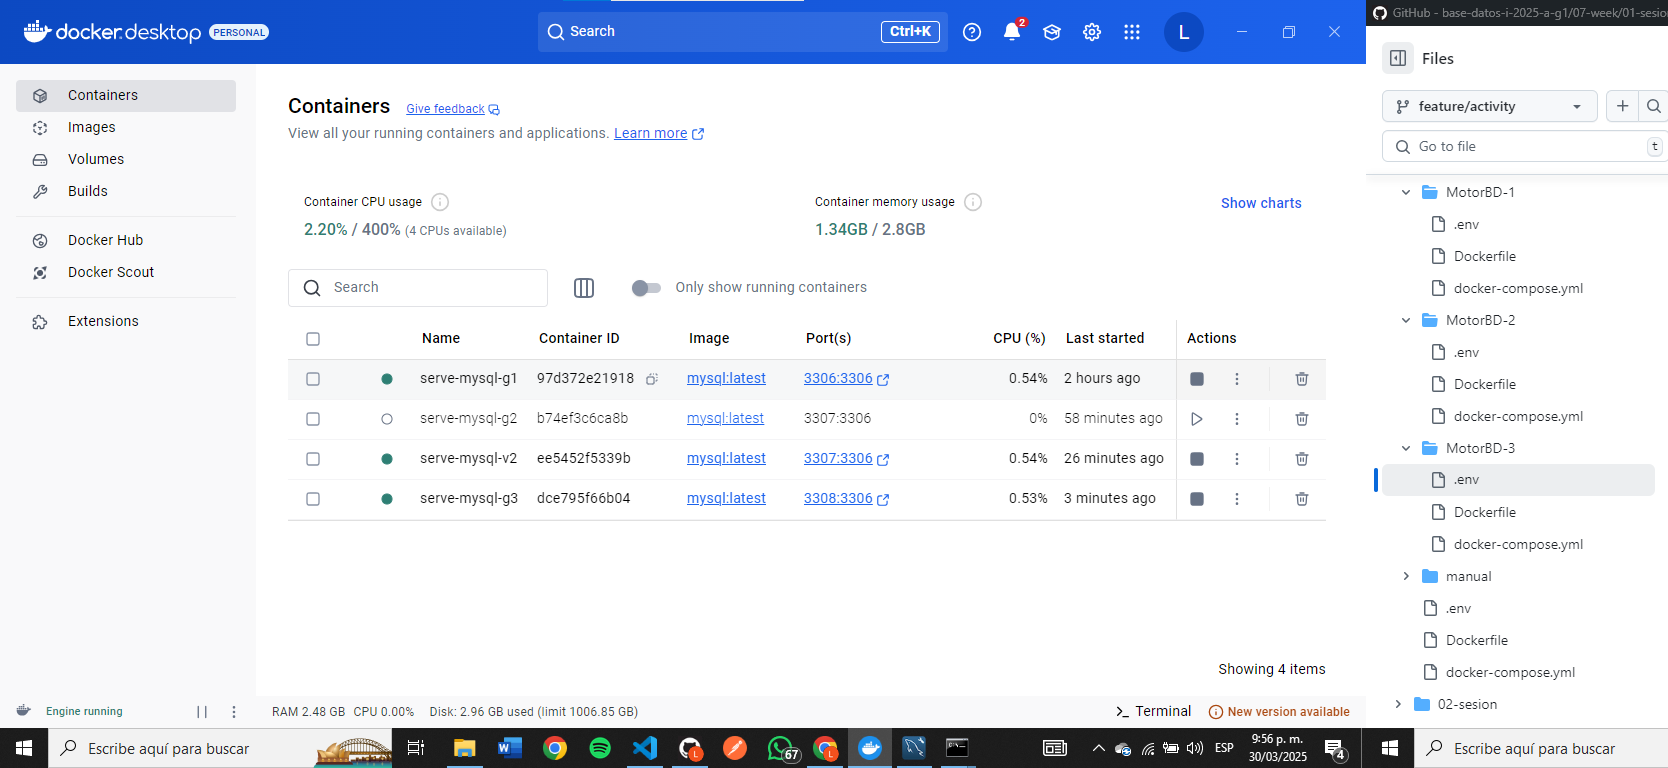 docker.desktop PERSONAL
Search Ctrl+K
2
L
Containers
Images
Volumes
Builds
Docker Hub
Docker Scout
Extensions
Containers Give feedback
View all your running containers and applications. Learn more
Container CPU usage
2.20% / 400% (4 CPUs available)
Container memory usage
1.34GB / 2.8GB
Show charts
Search
Only show running containers
Name Container ID Image Port(s) CPU (%) Last started Actions
serve-mysql-g1 97d372e21918 mysql:latest 3306:3306 0.54% 2 hours ago
serve-mysql-g2 b74ef3c6ca8b mysql:latest 3307:3306 0% 58 minutes ago
serve-mysql-v2 ee5452f5339b mysql:latest 3307:3306 0.54% 26 minutes ago
serve-mysql-g3 dce795f66b04 mysql:latest 3308:3306 0.53% 3 minutes ago
Showing 4 items
Engine running
RAM 2.48 GB CPU 0.00% Disk: 2.96 GB used (limit 1006.85 GB)
Terminal
New version available
GitHub - base-datos-i-2025-a-g1/07-week/01-sesio
Files
feature/activity
Go to file t
MotorBD-1
.env
Dockerfile
docker-compose.yml
MotorBD-2
.env
Dockerfile
docker-compose.yml
MotorBD-3
.env
Dockerfile
docker-compose.yml
manual
.env
Dockerfile
docker-compose.yml
02-sesion
Escribe aquí para buscar
67
ESP
9:56 p. m.
30/03/2025
4
Escribe aquí para buscar